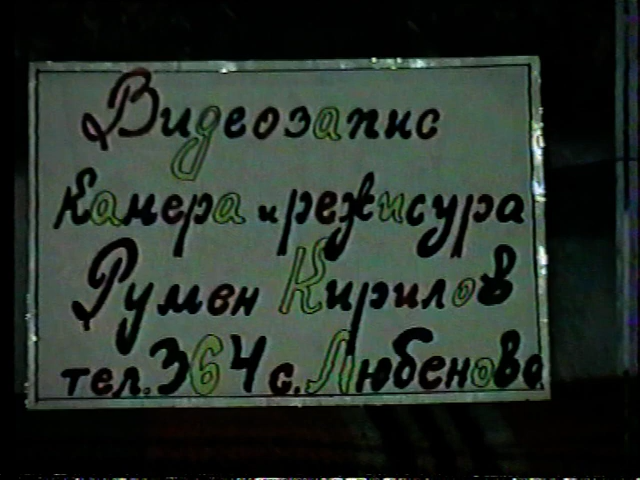 Видеозапис
Камера и режисура
Румен Кирилов
тел. 364 с. Любеново